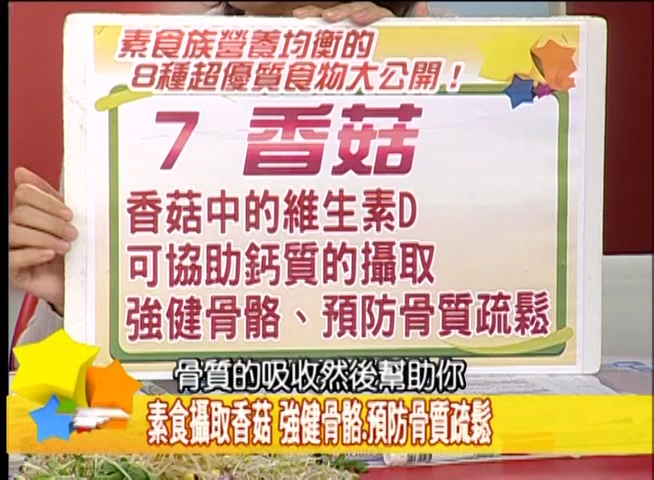 素食族營養均衡的
8種超優質食物大公開！
7 香菇
香菇中的維生素D
可協助鈣質的攝取
強健骨骼、預防骨質疏鬆
骨質的吸收然後幫助你
素食攝取香菇 強健骨骼.預防骨質疏鬆